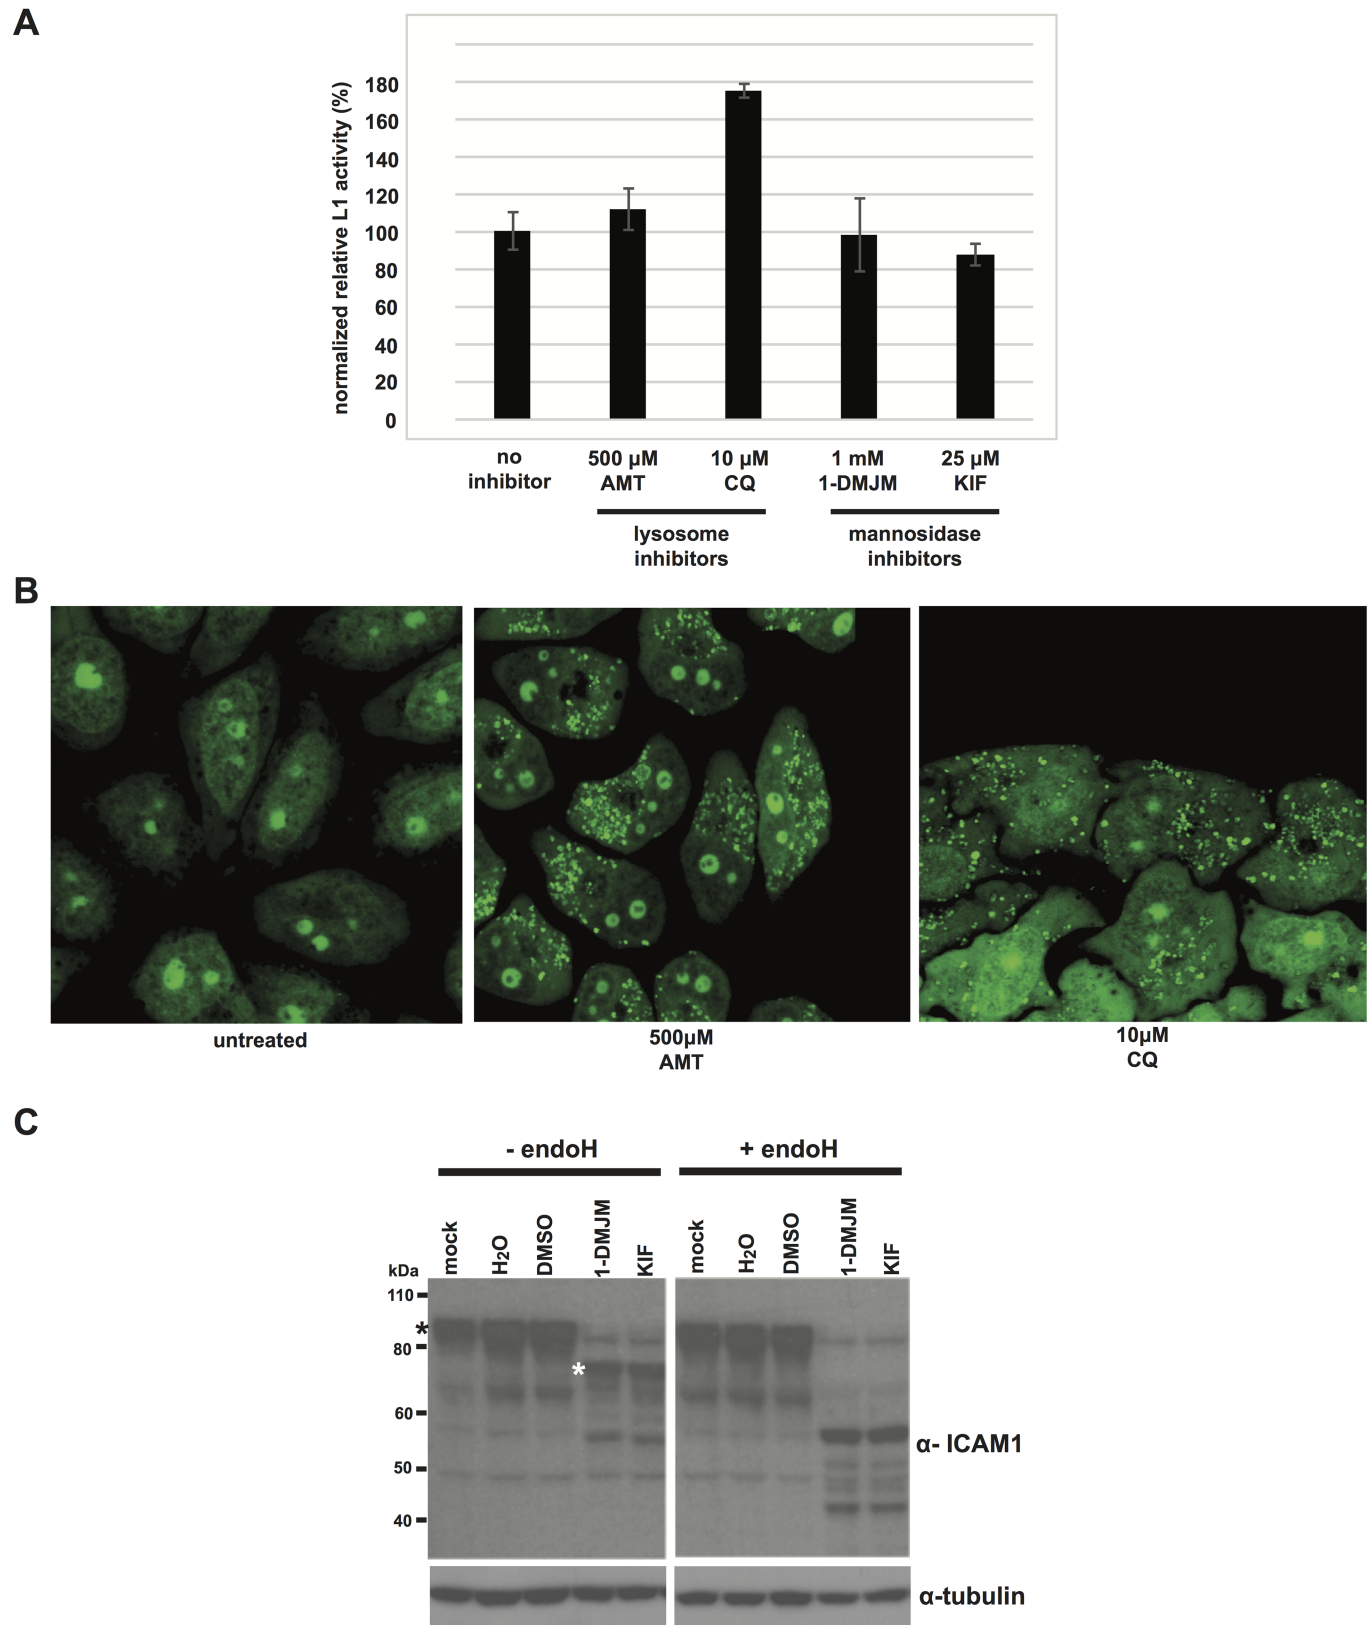 A
normalized relative L1 activity (%)
180
160
140
120
100
80
60
40
20
0
no
inhibitor
500 µM
AMT
10 µM
CQ
1 mM
1-DMJM
25 µM
KIF
lysosome
inhibitors
mannosidase
inhibitors
B
untreated
500µM
AMT
10µM
CQ
C
- endoH
+ endoH
mock
H₂O
DMSO
1-DMJM
KIF
mock
H₂O
DMSO
1-DMJM
KIF
kDa
110
*
80
*
60
50
40
α- ICAM1
α-tubulin